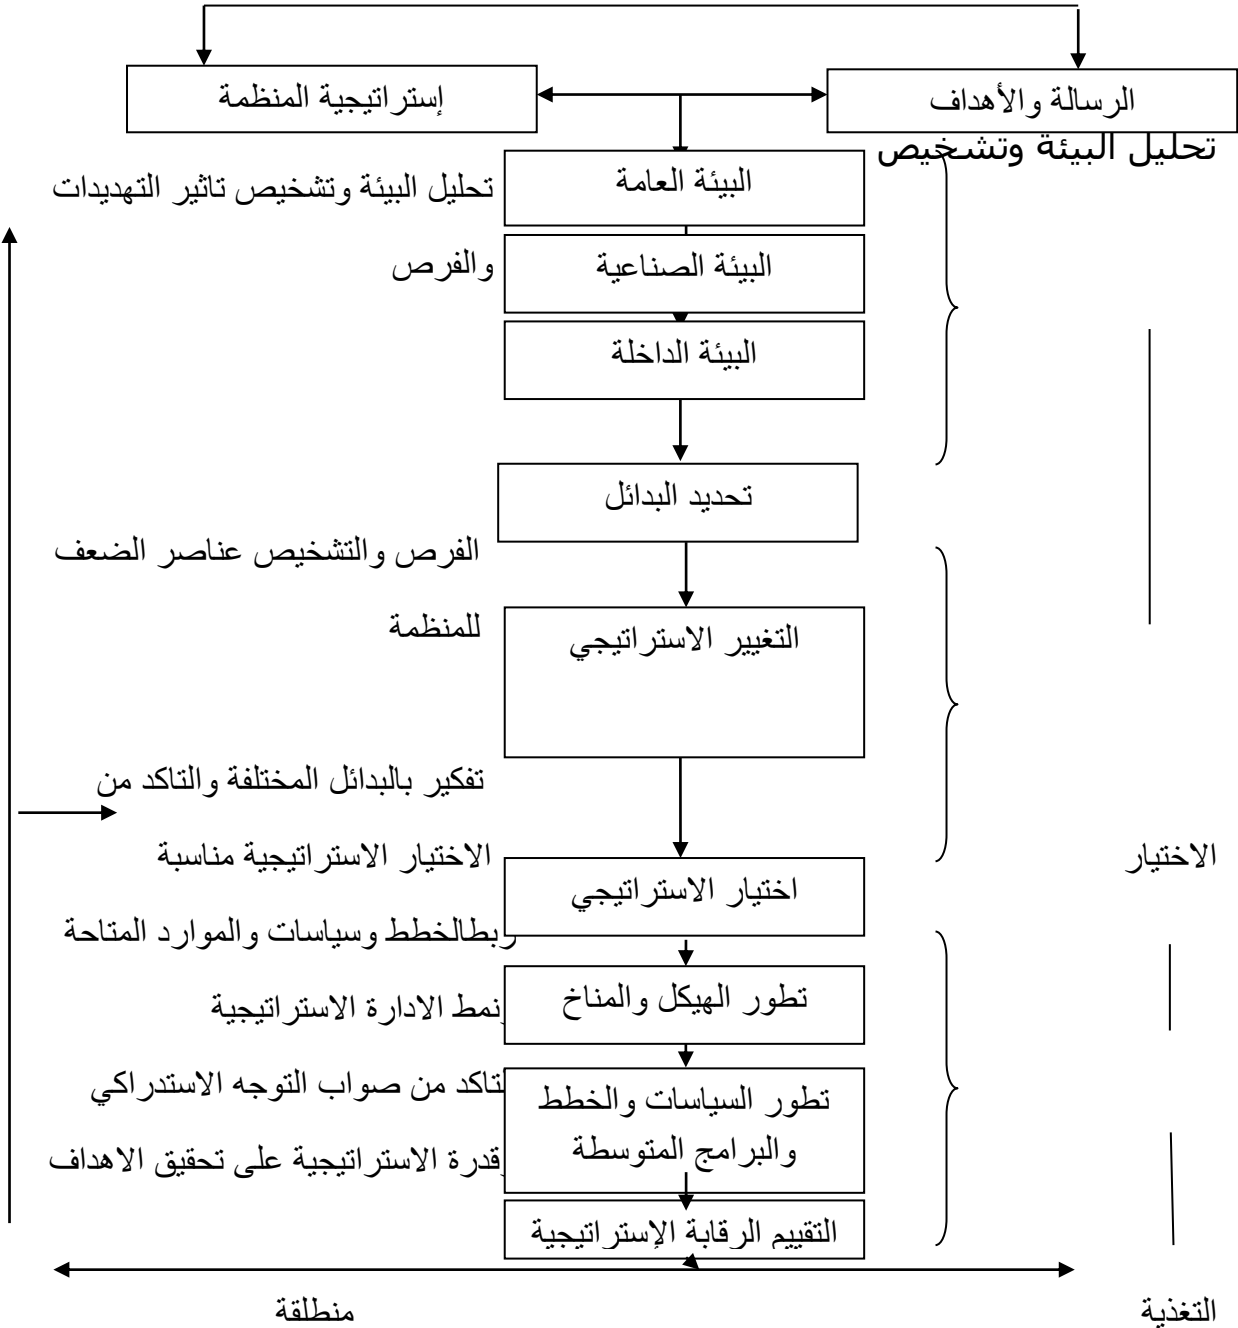 الرسالة والأهداف
إستراتيجية المنظمة
تحليل البيئة وتشخيص
البيئة العامة
تحليل البيئة وتشخيص تاثير التهديدات
البيئة الصناعية
والفرص
البيئة الداخلة
تحديد البدائل
الفرص والتشخيص عناصر الضعف
التغيير الاستراتيجي
للمنظمة
تفكير بالبدائل المختلفة والتاكد من
الاختيار
اختيار الاستراتيجي
الاختيار الاستراتيجية مناسبة
ربطالخطط وسياسات والموارد المتاحة
تطور الهيكل والمناخ
ونمط الادارة الاستراتيجية
تطور السياسات والخطط
والبرامج المتوسطة
التاكد من صواب التوجه الاستدراكي
وقدرة الاستراتيجية على تحقيق الاهداف
التقييم الرقابة الإستراتيجية
التغذية
منطلقة